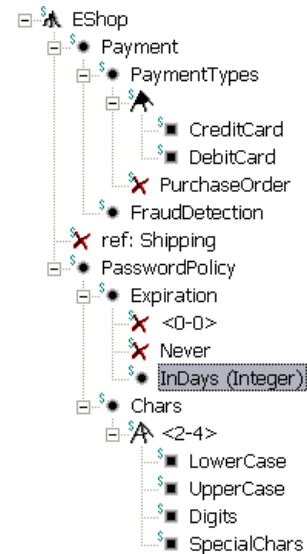 EShop
Payment
PaymentTypes
CreditCard
DebitCard
PurchaseOrder
FraudDetection
ref: Shipping
PasswordPolicy
Expiration
<0-0>
Never
InDays (Integer)
Chars
<2-4>
LowerCase
UpperCase
Digits
SpecialChars